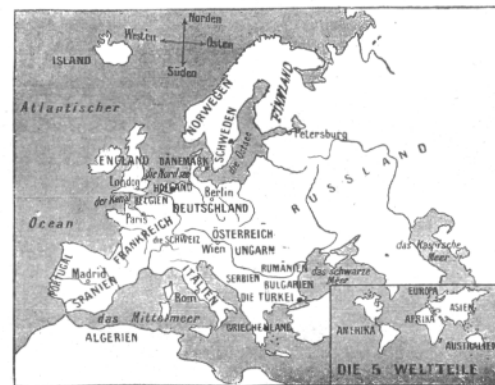 Norden
Westen
Osten
Süden
ISLAND
Atlantischer
NORWEGEN
SCHWEDEN
FINNLAND
Petersburg
die Ostsee
RUSSLAND
ENGLAND
DÄNEMARK
die Nordsee
London
HOLLAND
Berlin
der Kanal
BELGIEN
DEUTSCHLAND
Ocean
Paris
FRANKREICH
die SCHWEIZ
ÖSTERREICH
Wien
UNGARN
das Kaspische
Meer
PORTUGAL
Madrid
SPANIEN
ITALIEN
Rom
SERBIEN
RUMÄNIEN
BULGARIEN
das schwarze
Meer
DIE TÜRKEI
das Mittelmeer
GRIECHENLAND
ALGERIEN
EUROPA
ASIEN
AFRIKA
AMERIKA
AUSTRALIEN
DIE 5 WELTTEILE